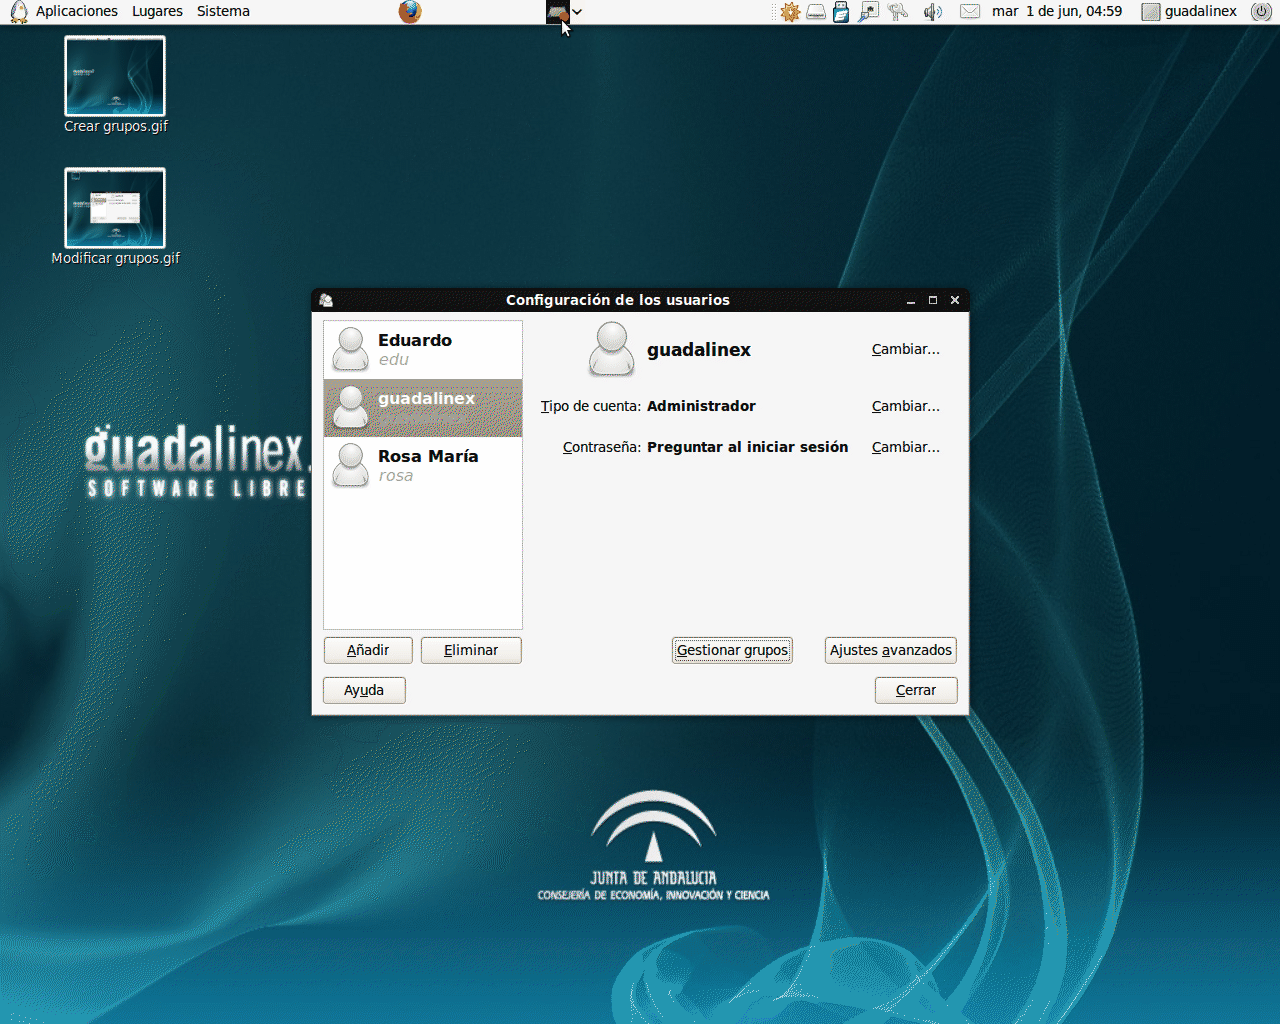 Aplicaciones Lugares Sistema
mar 1 de jun, 04:59 guadalinex
Crear grupos.gif
Modificar grupos.gif
guadalinex.
SOFTWARE LIBRE
Configuración de los usuarios
Eduardo
edu
guadalinex
Rosa María
rosa
guadalinex Cambiar...
Tipo de cuenta: Administrador Cambiar...
Contraseña: Preguntar al iniciar sesión Cambiar...
Añadir Eliminar Gestionar grupos Ajustes avanzados
Ayuda Cerrar
JUNTA DE ANDALUCIA
CONSEJERÍA DE ECONOMÍA, INNOVACIÓN Y CIENCIA